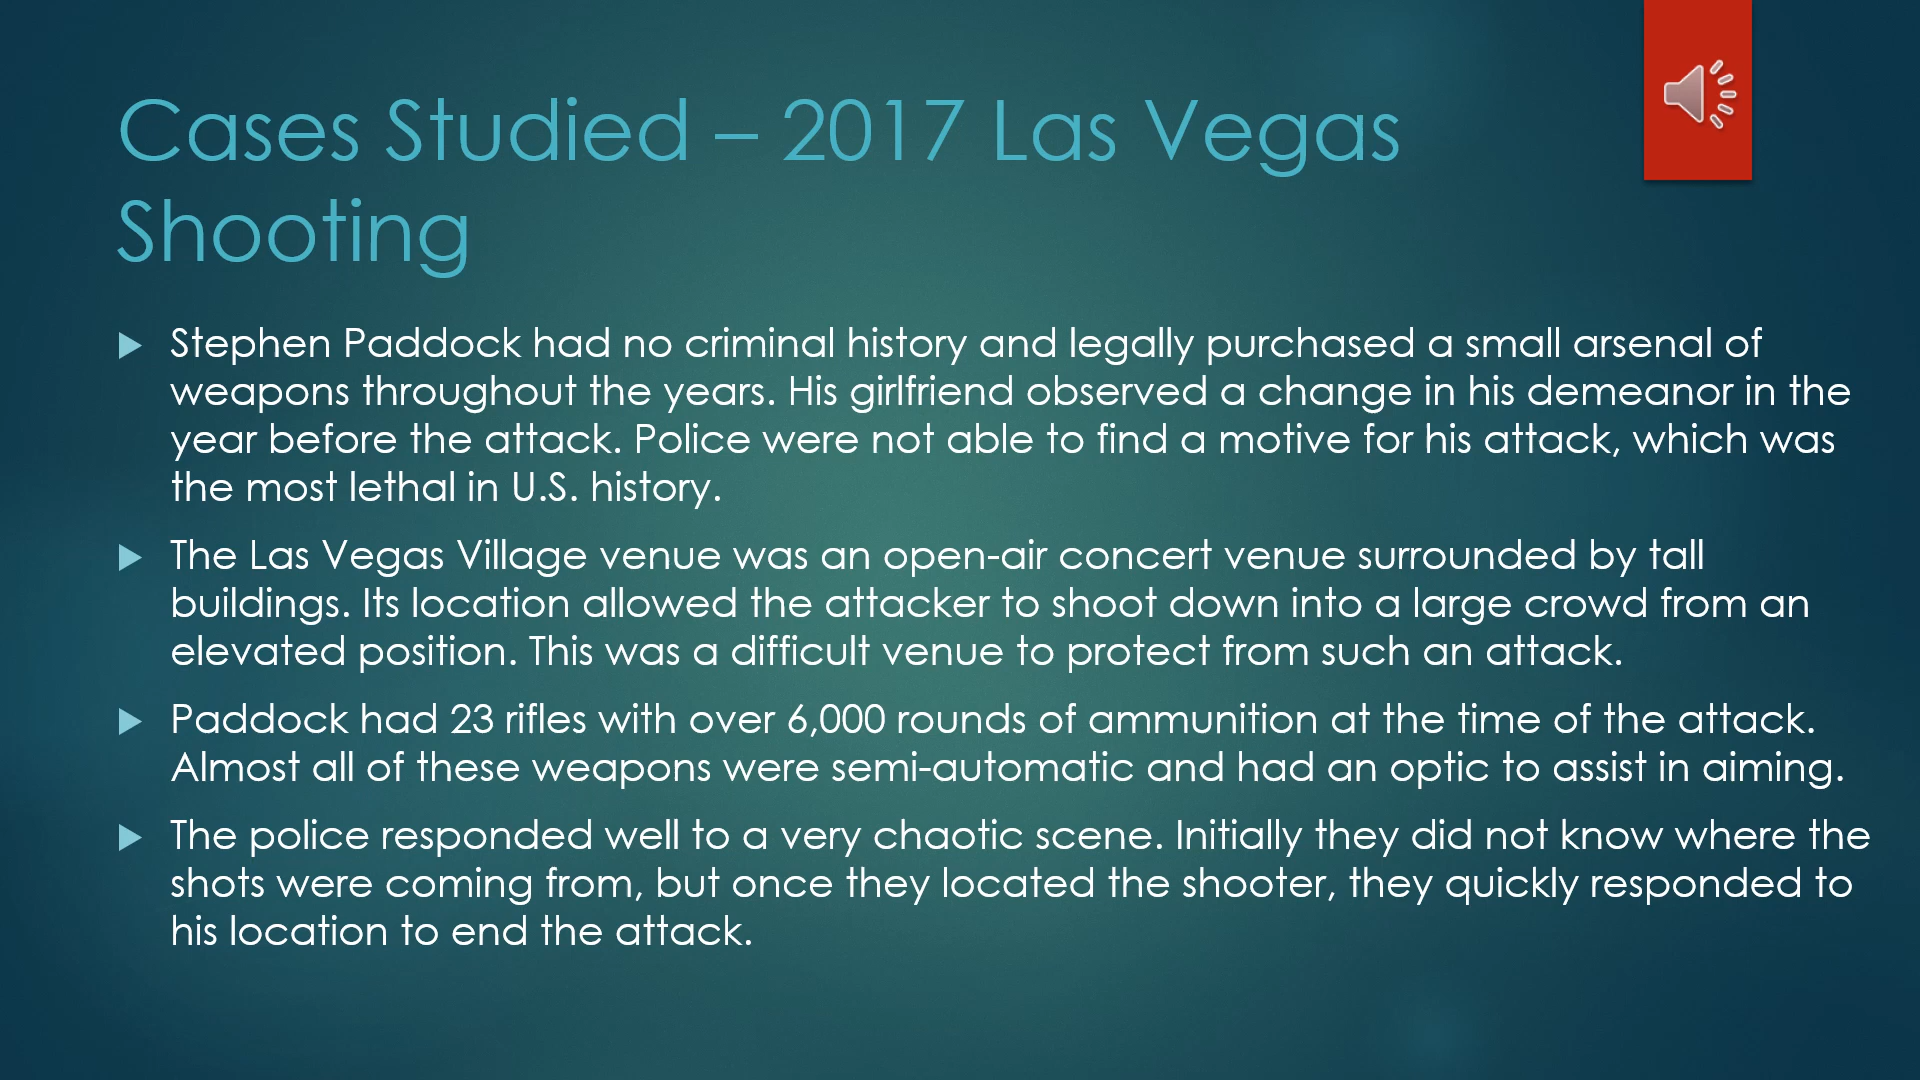 Cases Studied – 2017 Las Vegas
Shooting
Stephen Paddock had no criminal history and legally purchased a small arsenal of
weapons throughout the years. His girlfriend observed a change in his demeanor in the
year before the attack. Police were not able to find a motive for his attack, which was
the most lethal in U.S. history.
The Las Vegas Village venue was an open-air concert venue surrounded by tall
buildings. Its location allowed the attacker to shoot down into a large crowd from an
elevated position. This was a difficult venue to protect from such an attack.
Paddock had 23 rifles with over 6,000 rounds of ammunition at the time of the attack.
Almost all of these weapons were semi-automatic and had an optic to assist in aiming.
The police responded well to a very chaotic scene. Initially they did not know where the
shots were coming from, but once they located the shooter, they quickly responded to
his location to end the attack.